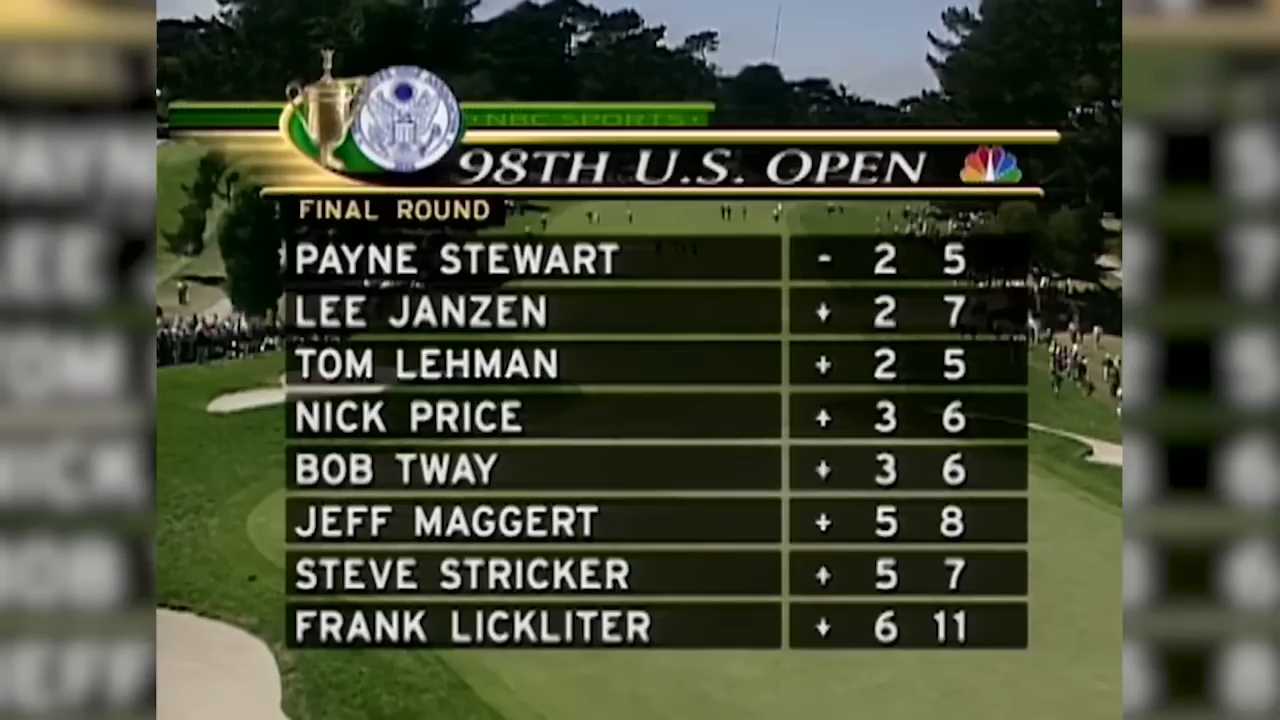 NBC SPORTS
98TH U.S. OPEN
FINAL ROUND
PAYNE STEWART - 2 5
LEE JANZEN + 2 7
TOM LEHMAN + 2 5
NICK PRICE + 3 6
BOB TWAY + 3 6
JEFF MAGGERT + 5 8
STEVE STRICKER + 5 7
FRANK LICKLITER + 6 11